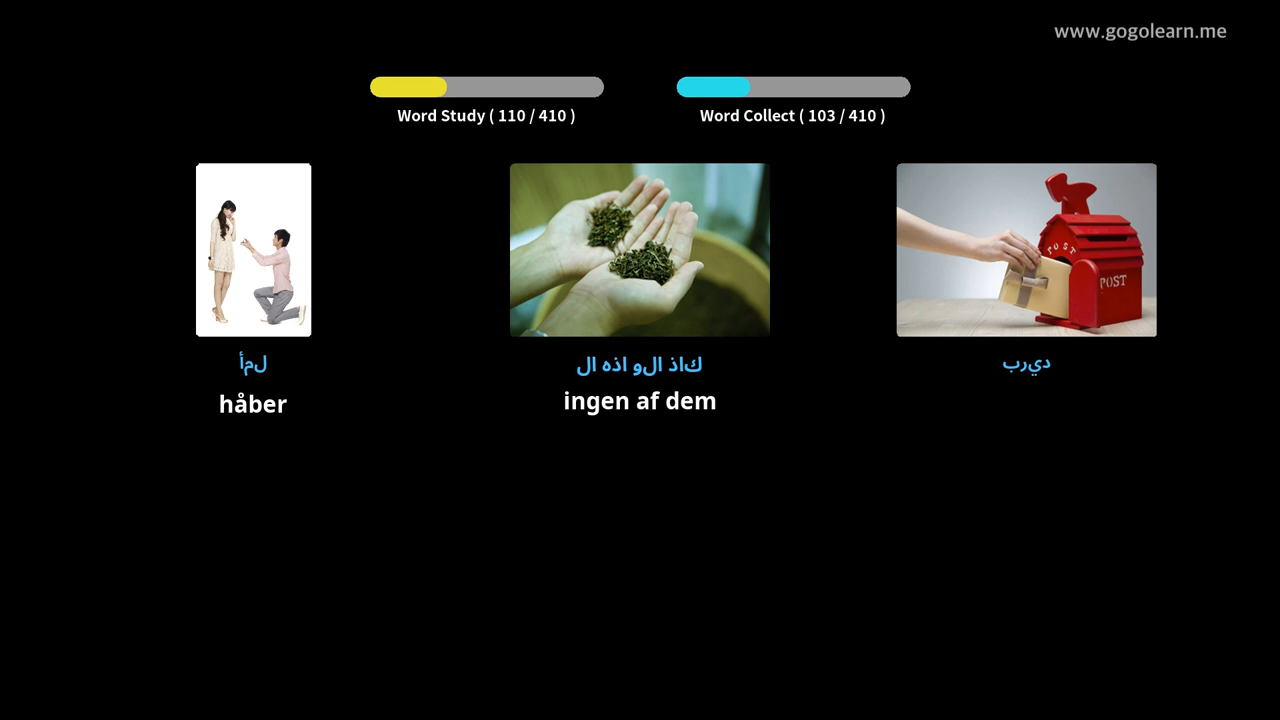 www.gogolearn.me
Word Study ( 110 / 410 )
Word Collect ( 103 / 410 )
POST
POST
لمأ
håber
كاذ الو اذه ال
ingen af dem
ديرب